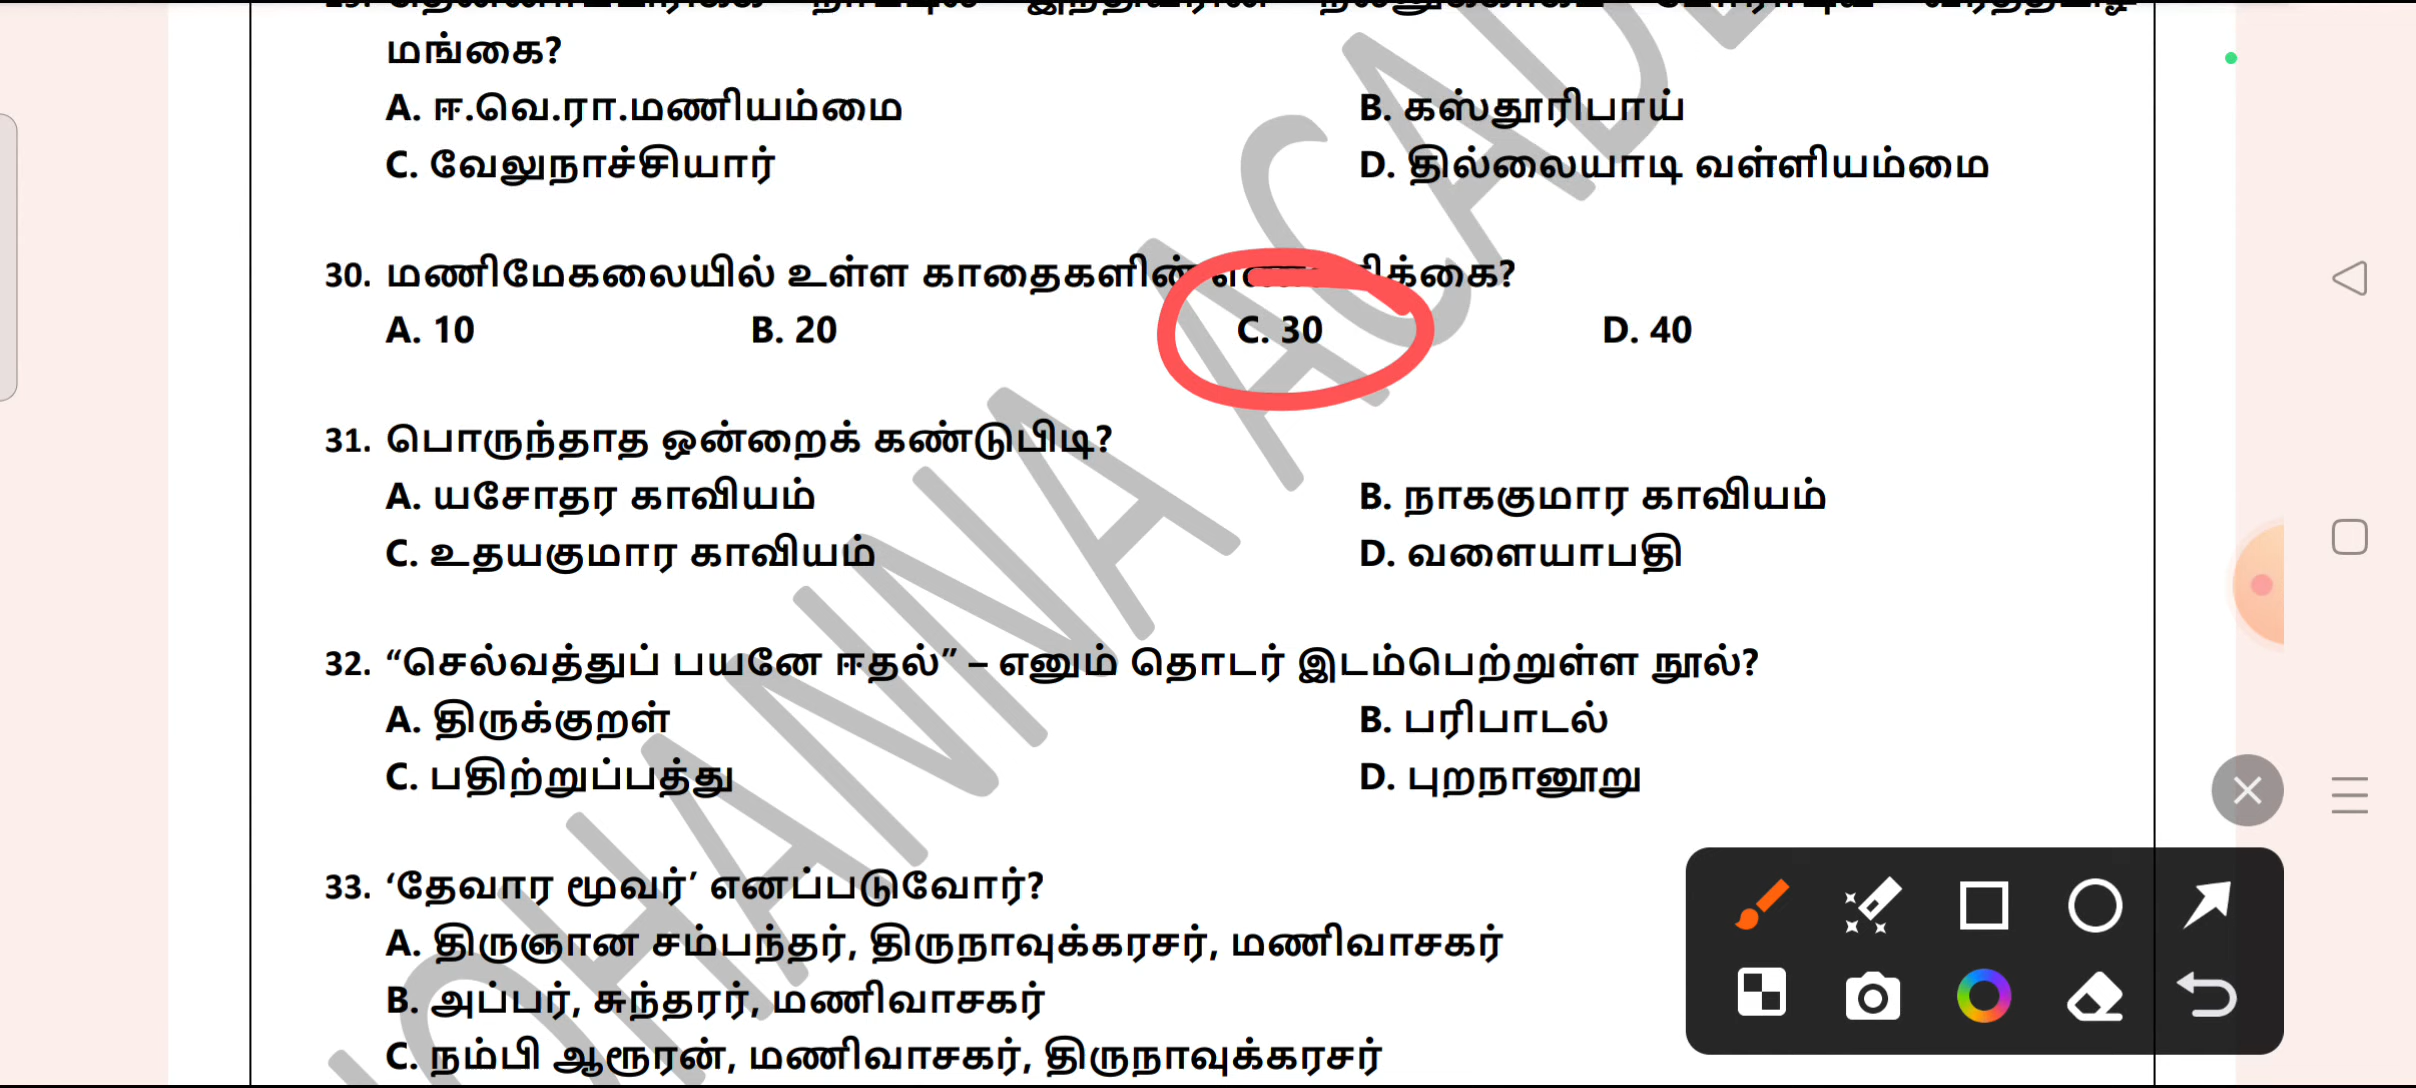 மங்கை?
A. ஈ.வெ.ரா.மணியம்மை B. கஸ்தூரிபாய்
C. வேலுநாச்சியார் D. தில்லையாடி வள்ளியம்மை
30. மணிமேகலையில் உள்ள காதைகளின்
A. 10 B. 20 C. 30 D. 40
31. பொருந்தாத ஒன்றைக் கண்டுபிடி?
A. யசோதர காவியம் B. நாககுமார காவியம்
C. உதயகுமார காவியம் D. வளையாபதி
32. “செல்வத்துப் பயனே ஈதல்” – எனும் தொடர் இடம்பெற்றுள்ள நூல்?
A. திருக்குறள் B. பரிபாடல்
C. பதிற்றுப்பத்து D. புறநானூறு
33. ‘தேவார மூவர்’ எனப்படுவோர்?
A. திருஞான சம்பந்தர், திருநாவுக்கரசர், மணிவாசகர்
B. அப்பர், சுந்தரர், மணிவாசகர்
C. நம்பி ஆரூரன், மணிவாசகர், திருநாவுக்கரசர்